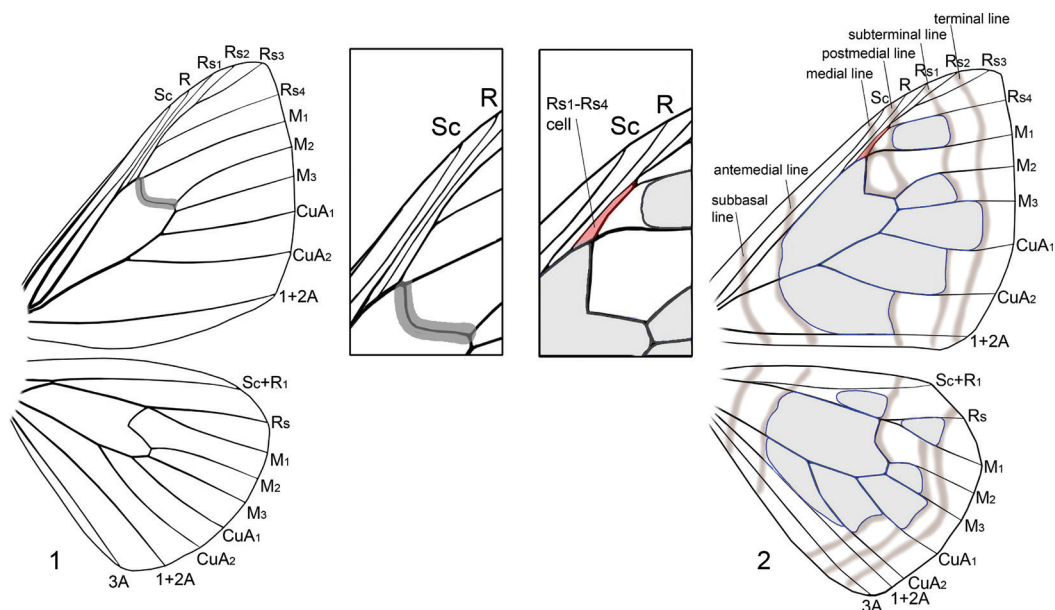 Sc
R
Rs1
Rs2
Rs3
Rs4
M1
M2
M3
CuA1
CuA2
1+2A
Sc+R1
Rs
M1
M2
M3
CuA1
CuA2
1+2A
3A
1
Sc
R
Rs1-Rs4
cell
Sc
R
terminal line
subterminal line
postmedial line
medial line
antemedial line
subbasal
line
Sc
R
Rs1
Rs2
Rs3
Rs4
M1
M2
M3
CuA1
CuA2
1+2A
Sc+R1
Rs
M1
M2
M3
CuA1
CuA2
1+2A
3A
2